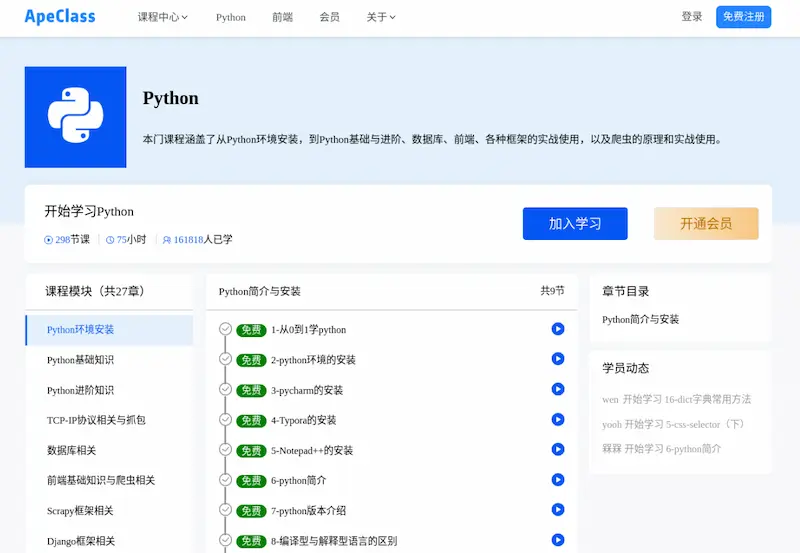 ApeClass 课程中心 Python 前端 会员 关于 登录 免费注册
Python
本门课程涵盖了从Python环境安装，到Python基础与进阶、数据库、前端、各种框架的实战使用，以及爬虫的原理和实战使用。
开始学习Python
298节课 75小时 161818人已学
加入学习 开通会员
课程模块（共27章）
Python环境安装
Python基础知识
Python进阶知识
TCP-IP协议相关与抓包
数据库相关
前端基础知识与爬虫相关
Scrapy框架相关
Django框架相关
Python简介与安装 共9节
免费 1-从0到1学python
免费 2-python环境的安装
免费 3-pycharm的安装
免费 4-Typora的安装
免费 5-Notepad++的安装
免费 6-python简介
免费 7-python版本介绍
免费 8-编译型与解释型语言的区别
章节目录
Python简介与安装
学员动态
wen 开始学习 16-dict字典常用方法
yooh 开始学习 5-css-selector（下）
槑槑 开始学习 6-python简介